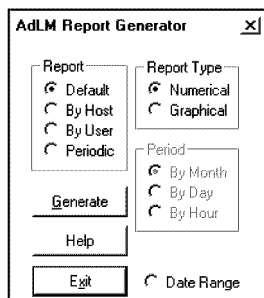 AdLM Report Generator
Report
Default
By Host
By User
Periodic
Report Type
Numerical
Graphical
Period
By Month
By Day
By Hour
Generate
Help
Exit
Date Range